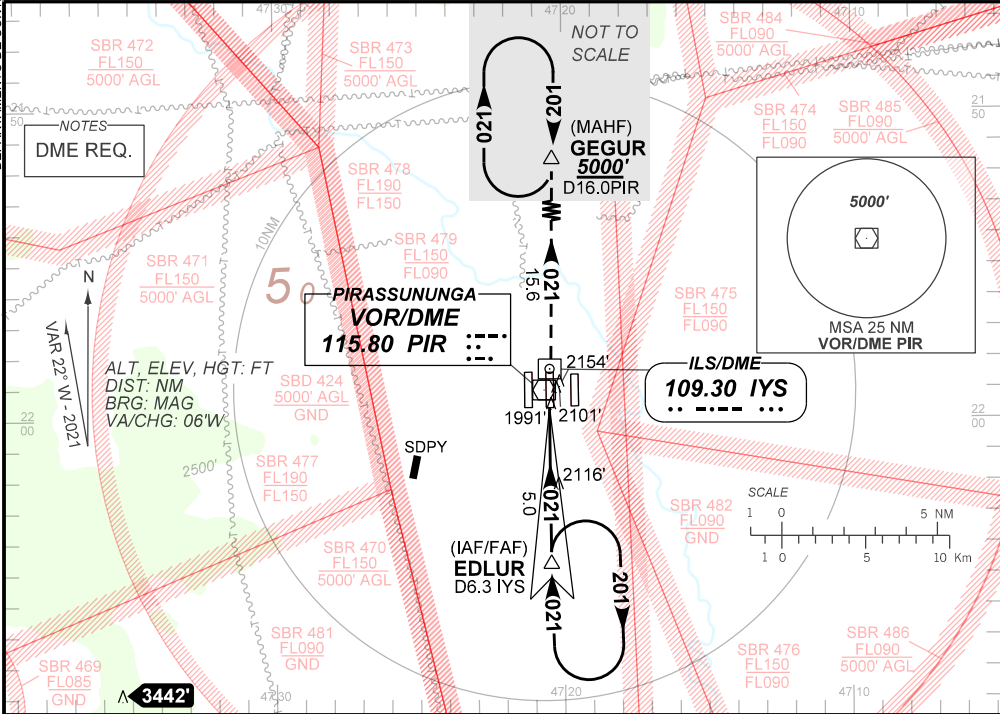 47 30
47 20
47 10
SBR 472
FL150
5000' AGL
SBR 473
FL150
5000' AGL
NOT TO
SCALE
SBR 484
FL090
5000' AGL
021
201
(MAHF)
GEGUR
5000'
D16.0PIR
SBR 474
FL150
FL090
SBR 485
FL090
5000' AGL
21
50
21
50
NOTES
DME REQ.
SBR 478
FL190
FL150
5000'
MSA 25 NM
VOR/DME PIR
10NM
SBR 479
FL150
FL090
SBR 471
FL150
5000' AGL
N
VAR 22° W - 2021
5 0
021
15.6
SBR 475
FL150
FL090
PIRASSUNUNGA
VOR/DME
115.80 PIR
ILS/DME
109.30 IYS
ALT, ELEV, HGT: FT
DIST: NM
BRG: MAG
VA/CHG: 06'W
SBD 424
5000' AGL
GND
2154'
1991'
2101'
22
00
22
00
SDPY
2500'
SBR 477
FL190
FL150
2116'
5.0
021
SBR 482
FL090
GND
SCALE
1 0 5 NM
1 0 5 10 Km
(IAF/FAF)
EDLUR
D6.3 IYS
021
201
SBR 470
FL150
5000' AGL
SBR 481
FL090
GND
SBR 469
FL085
GND
3442'
SBR 476
FL150
FL090
SBR 486
FL090
5000' AGL
47 30
47 20
47 10